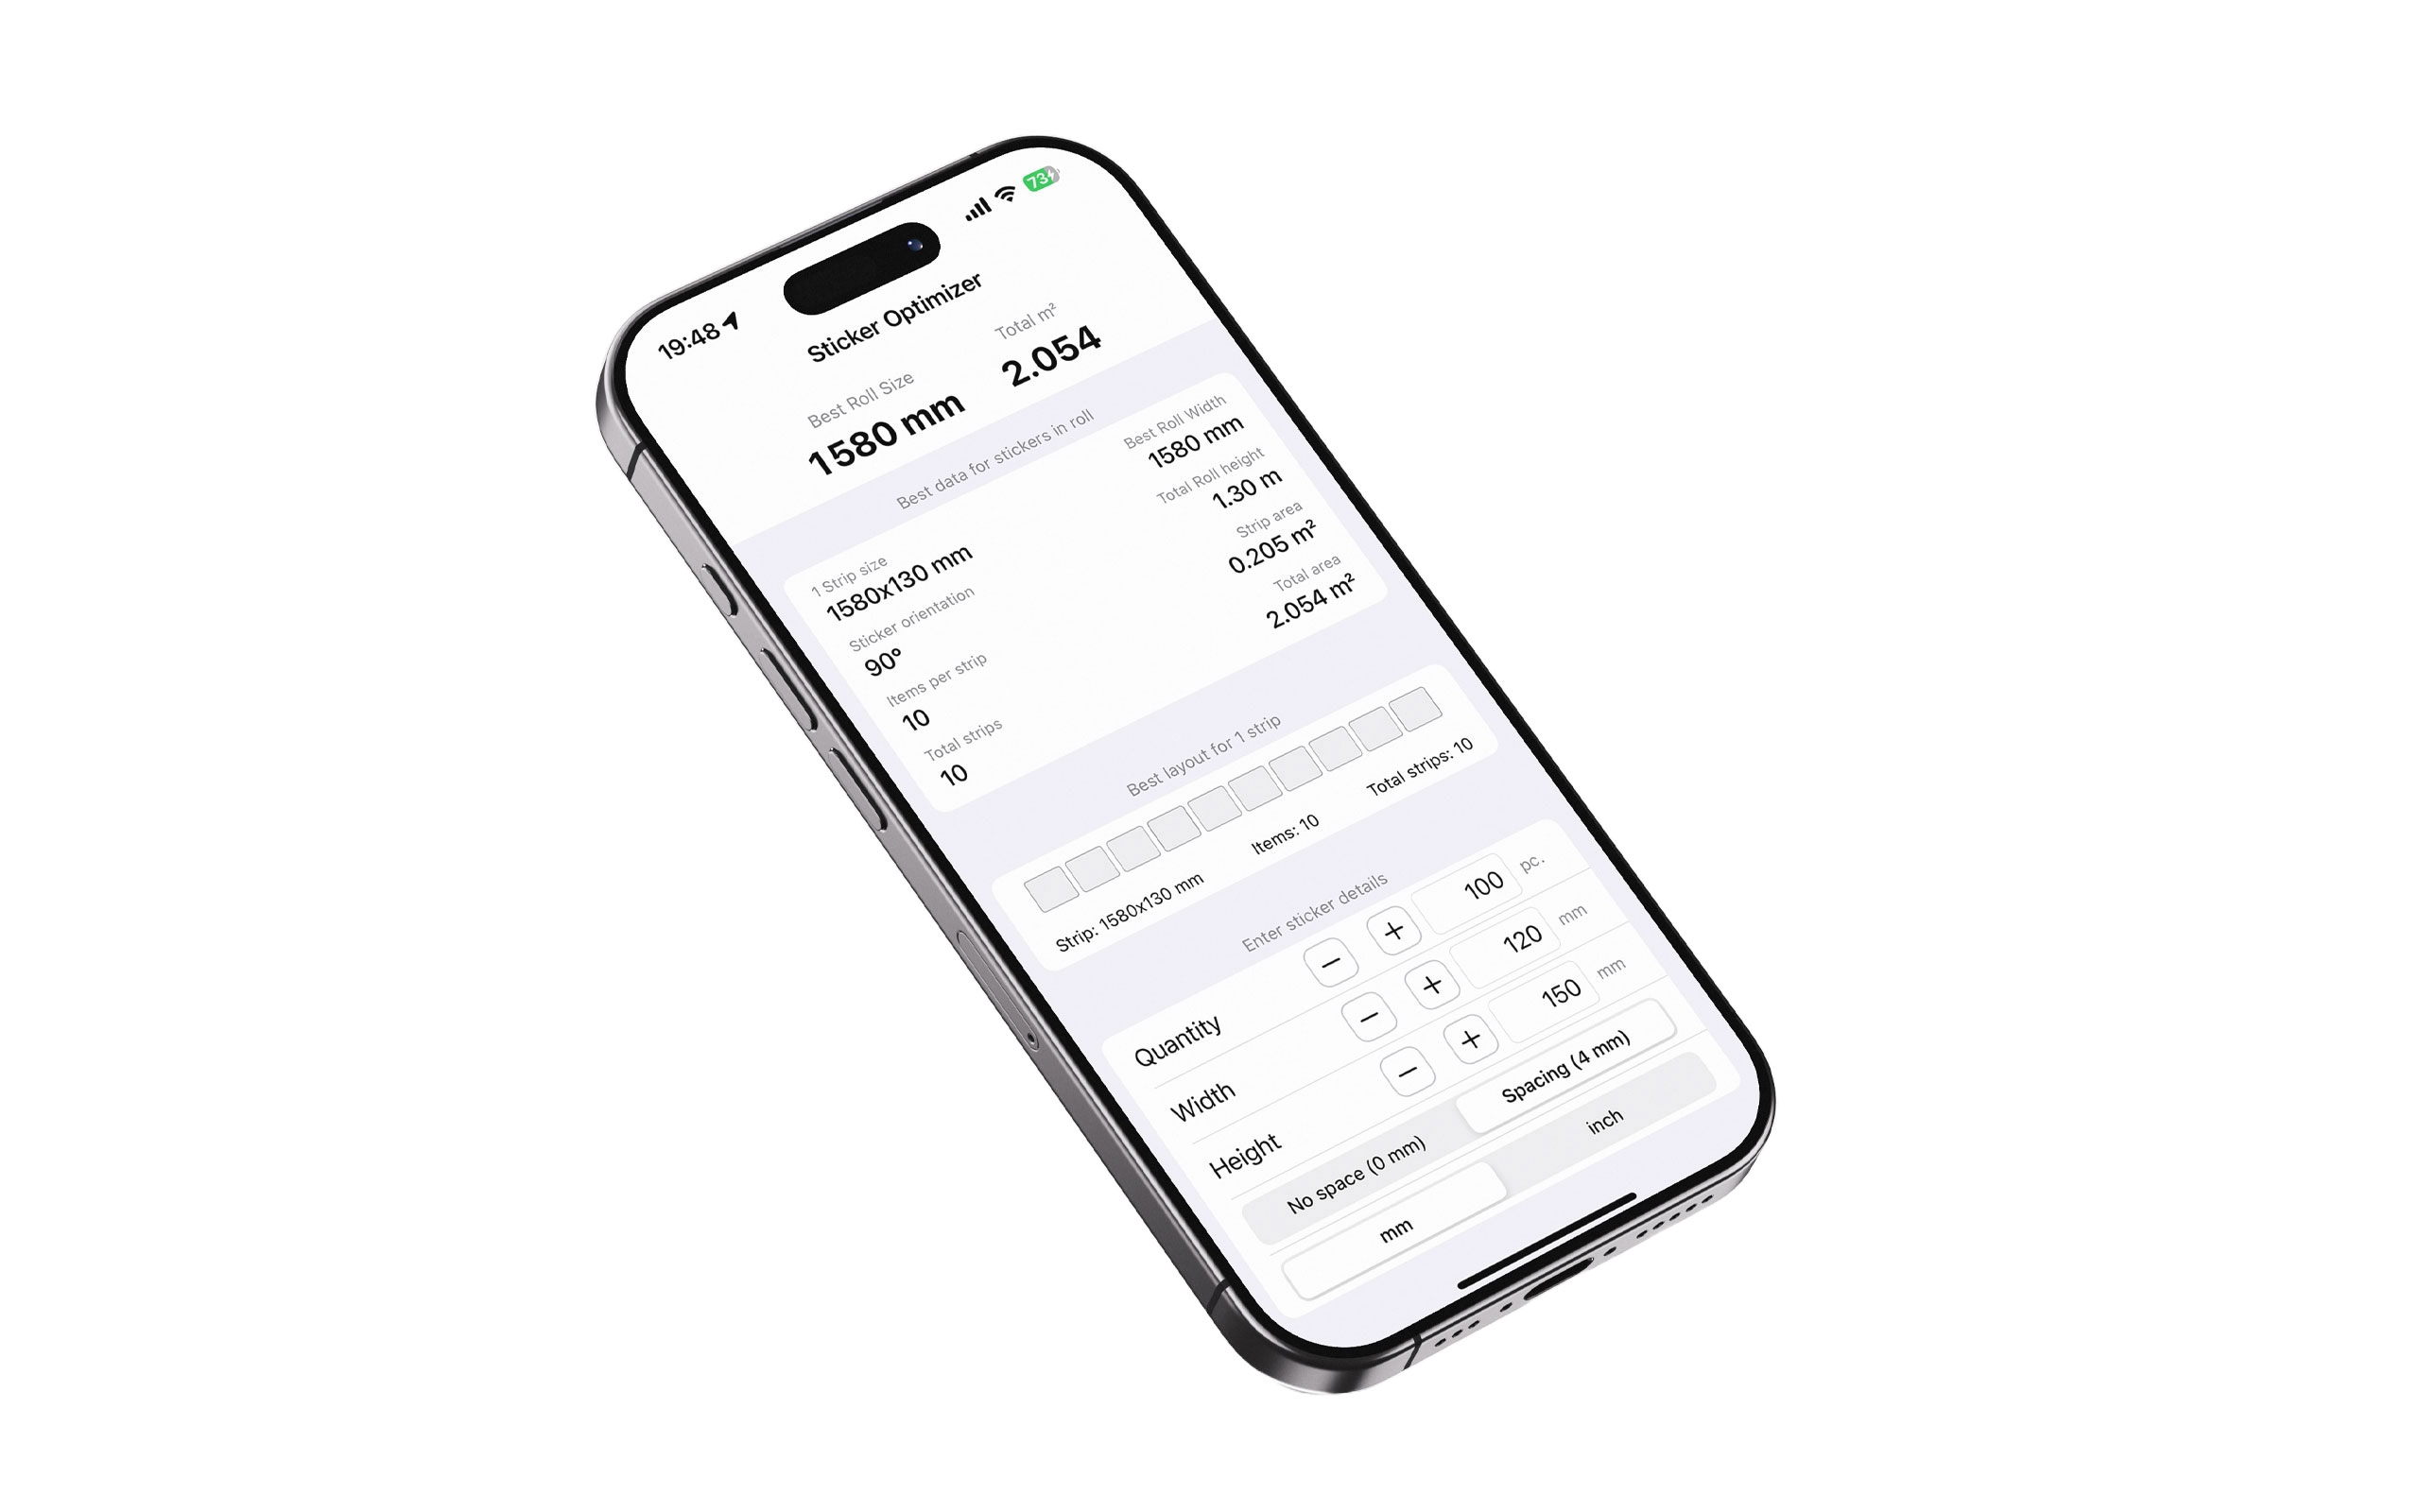 19:48
73
Sticker Optimizer
Best Roll Size
1580 mm
Total m²
2.054
Best data for stickers in roll
1 Strip size
1580x130 mm
Sticker orientation
90°
Items per strip
10
Total strips
10
Best Roll Width
1580 mm
Total Roll height
1.30 m
Strip area
0.205 m²
Total area
2.054 m²
Best layout for 1 strip
Strip: 1580x130 mm
Items: 10
Total strips: 10
Enter sticker details
Quantity − + 100 pc.
Width − + 120 mm
Height − + 150 mm
No space (0 mm) Spacing (4 mm)
mm inch